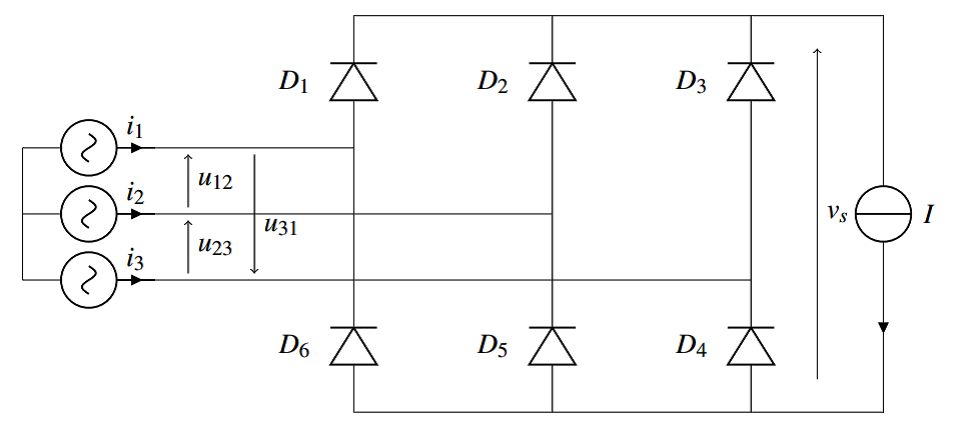 D₁
D₂
D₃
i₁
u₁₂
i₂
u₂₃
u₃₁
i₃
vₛ
I
D₆
D₅
D₄